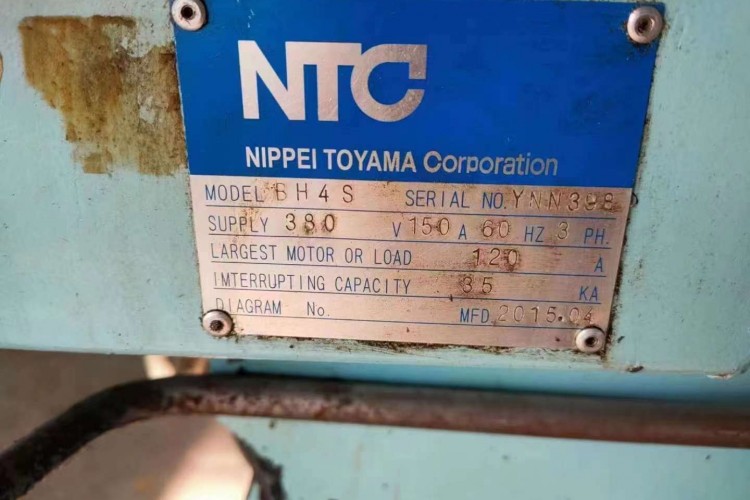 NTC
NIPPEI TOYAMA Corporation
MODEL BH4S SERIAL NO. YNN398
SUPPLY 380 V 150 A 60 HZ 3 PH.
LARGEST MOTOR OR LOAD 120 A
IMTERRUPTING CAPACITY 35 KA
DIAGRAM No. MFD. 2015.04